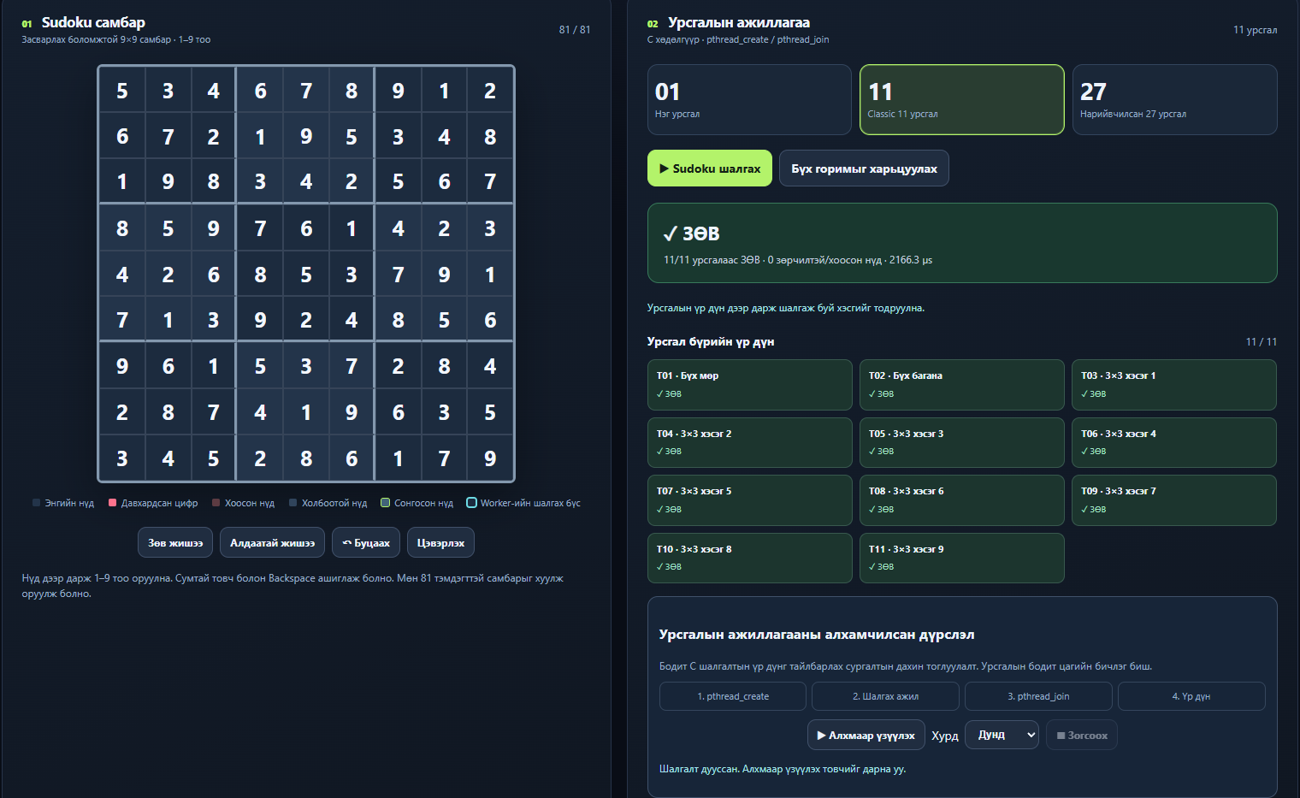 01 Sudoku самбар
Засварлах боломжтой 9×9 самбар · 1–9 тоо
81 / 81
5 3 4 6 7 8 9 1 2
6 7 2 1 9 5 3 4 8
1 9 8 3 4 2 5 6 7
8 5 9 7 6 1 4 2 3
4 2 6 8 5 3 7 9 1
7 1 3 9 2 4 8 5 6
9 6 1 5 3 7 2 8 4
2 8 7 4 1 9 6 3 5
3 4 5 2 8 6 1 7 9
Энгийн нүд Давхардсан цифр Хоосон нүд Холбоотой нүд Сонгосон нүд Worker-ийн шалгах бүс
Зөв жишээ Алдаатай жишээ ↶ Буцаах Цэвэрлэх
Нүд дээр дарж 1–9 тоо оруулна. Сумтай товч болон Backspace ашиглаж болно. Мөн 81 тэмдэгттэй самбарыг хуулж
оруулж болно.
02 Урсгалын ажиллагаа
C хөдөлгүүр · pthread_create / pthread_join
11 урсгал
01 11 27
Нэг урсгал Classic 11 урсгал Нарийвчилсан 27 урсгал
▶ Sudoku шалгах Бүх горимыг харьцуулах
✓ ЗӨВ
11/11 урсгалаас ЗӨВ · 0 зөрчилтэй/хоосон нүд · 2166.3 µs
Урсгалын үр дүн дээр дарж шалгаж буй хэсгийг тодруулна.
Урсгал бүрийн үр дүн 11 / 11
T01 · Бүх мөр T02 · Бүх багана T03 · 3×3 хэсэг 1
✓ ЗӨВ ✓ ЗӨВ ✓ ЗӨВ
T04 · 3×3 хэсэг 2 T05 · 3×3 хэсэг 3 T06 · 3×3 хэсэг 4
✓ ЗӨВ ✓ ЗӨВ ✓ ЗӨВ
T07 · 3×3 хэсэг 5 T08 · 3×3 хэсэг 6 T09 · 3×3 хэсэг 7
✓ ЗӨВ ✓ ЗӨВ ✓ ЗӨВ
T10 · 3×3 хэсэг 8 T11 · 3×3 хэсэг 9
✓ ЗӨВ ✓ ЗӨВ
Урсгалын ажиллагааны алхамчилсан дүрслэл
Бодит C шалгалтын үр дүнг тайлбарлах сургалтын дахин тоглуулалт. Урсгалын бодит цагийн бичлэг биш.
1. pthread_create 2. Шалгах ажил 3. pthread_join 4. Үр дүн
▶ Алхмаар үзүүлэх Хурд Дунд ■ Зогсоох
Шалгалт дууссан. Алхмаар үзүүлэх товчийг дарна уу.